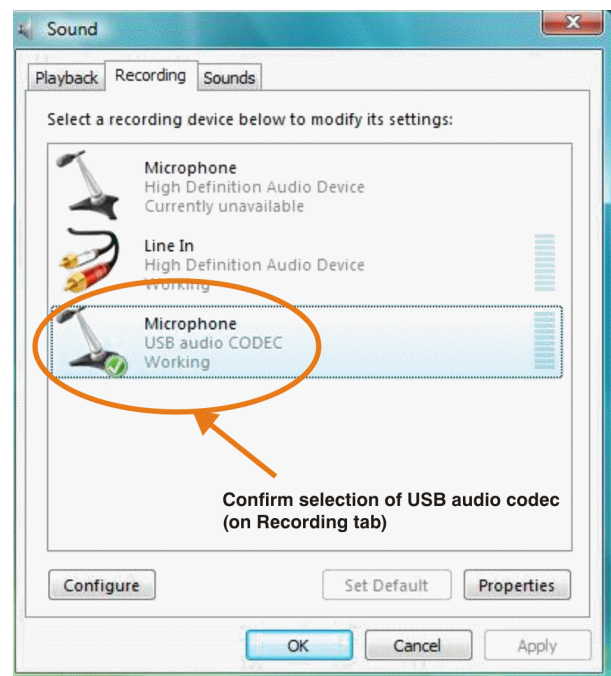 Sound
Playback Recording Sounds
Select a recording device below to modify its settings:
Microphone
High Definition Audio Device
Currently unavailable
Line In
High Definition Audio Device
Working
Microphone
USB audio CODEC
Working
Confirm selection of USB audio codec
(on Recording tab)
Configure Set Default Properties
OK Cancel Apply